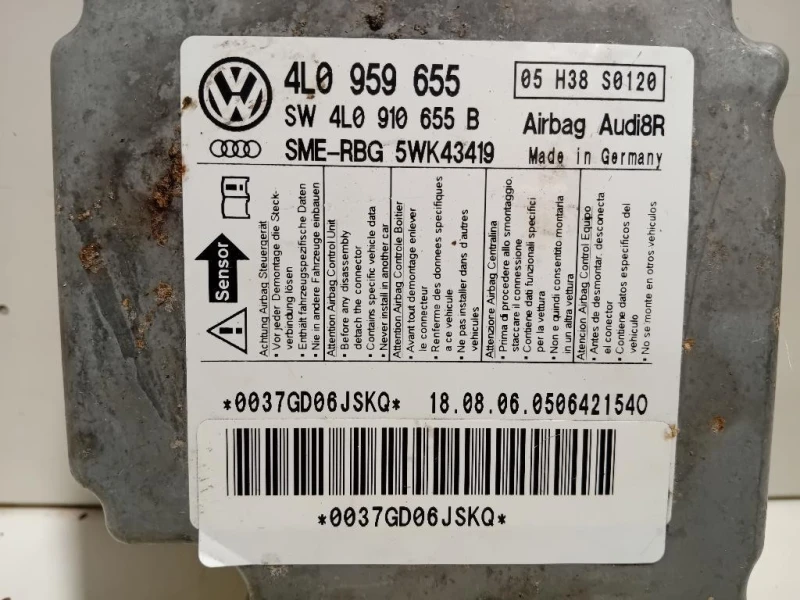 4L0 959 655
05 H38 S0120
SW 4L0 910 655 B
Airbag Audi8R
SME-RBG 5WK43419
Made in Germany
Sensor
Achtung Airbag Steuergerät
• Vor jeder Demontage die Steck-
verbindung lösen
• Enthält fahrzeugspezifische Daten
• Nie in andere Fahrzeuge einbauen
Attention Airbag Control Unit
• Before any disassembly
detach the connector
• Contains specific vehicle data
• Never install in another car
Attention Airbag Controle Boitier
• Avant tout demontage enlever
le connecteur
• Renferme des donnees specifiques
a ce vehicule
• Ne pas installer dans d'autres
vehicules
Attenzione Airbag Centralina
• Prima di procedere allo smontaggio
staccare il connessione
• Contiene dati funzionali specifici
per la vettura
• Non e quindi consentito montarla
in un altra vettura
Atencion Airbag Control Equipo
• Antes de desmontar, desconecta
el conector
• Contiene datos especificos del
vehiculo
• No se monte en otros vehiculos
*0037GD06JSKQ*
18.08.06.0506421540
*0037GD06JSKQ*